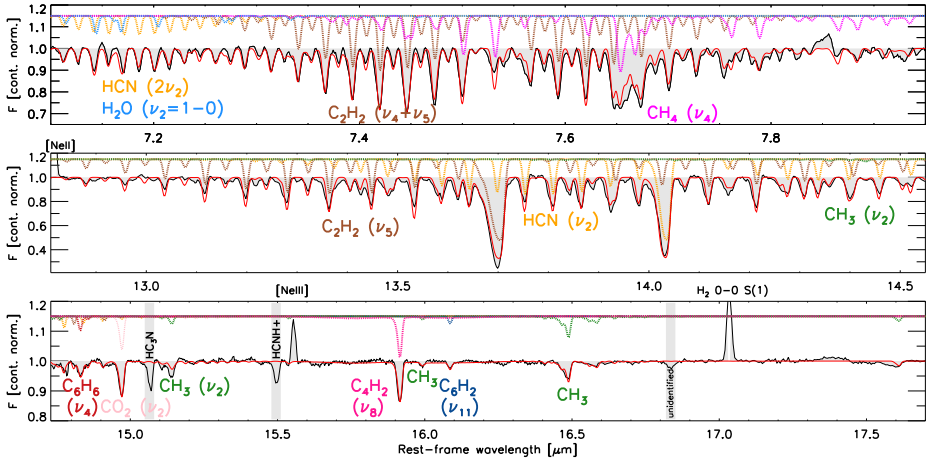 1.2
1.1
1.0
0.9
0.8
0.7
F [cont. norm.]
HCN (2ν₂)
H₂O (ν₂=1–0)
C₂H₂ (ν₄+ν₅)
CH₄ (ν₄)
7.2 7.4 7.6 7.8
[NeII]
1.2
1.0
0.8
0.6
0.4
F [cont. norm.]
C₂H₂ (ν₅)
HCN (ν₂)
CH₃ (ν₂)
13.0 13.5 14.0 14.5
[NeIII]
H₂ 0–0 S(1)
1.2
1.1
1.0
0.9
0.8
F [cont. norm.]
HC₃N
HCNH+
unidentified
C₆H₆
(ν₄)
CO₂ (ν₂)
CH₃ (ν₂)
C₄H₂
(ν₈)
CH₃
C₆H₂
(ν₁₁)
CH₃
15.0 15.5 16.0 16.5 17.0 17.5
Rest–frame wavelength [μm]